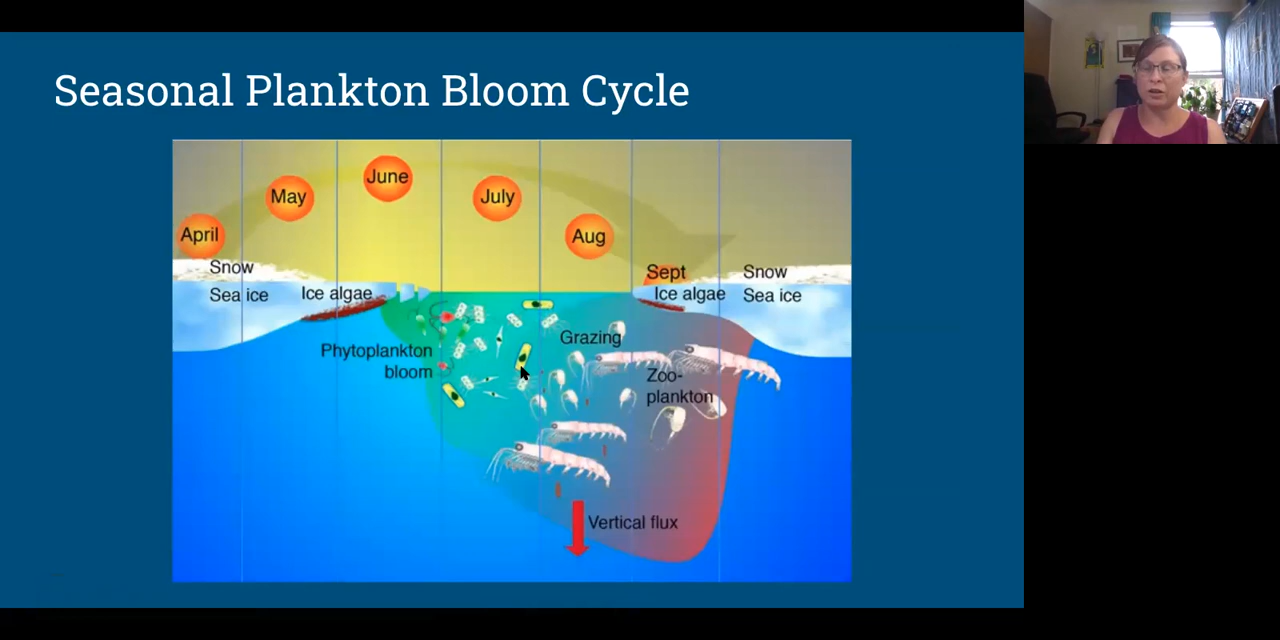 Seasonal Plankton Bloom Cycle
June
May
July
April
Aug
Snow
Sept
Snow
Sea ice
Ice algae
Ice algae
Sea ice
Grazing
Phytoplankton
bloom
Zoo-
plankton
Vertical flux